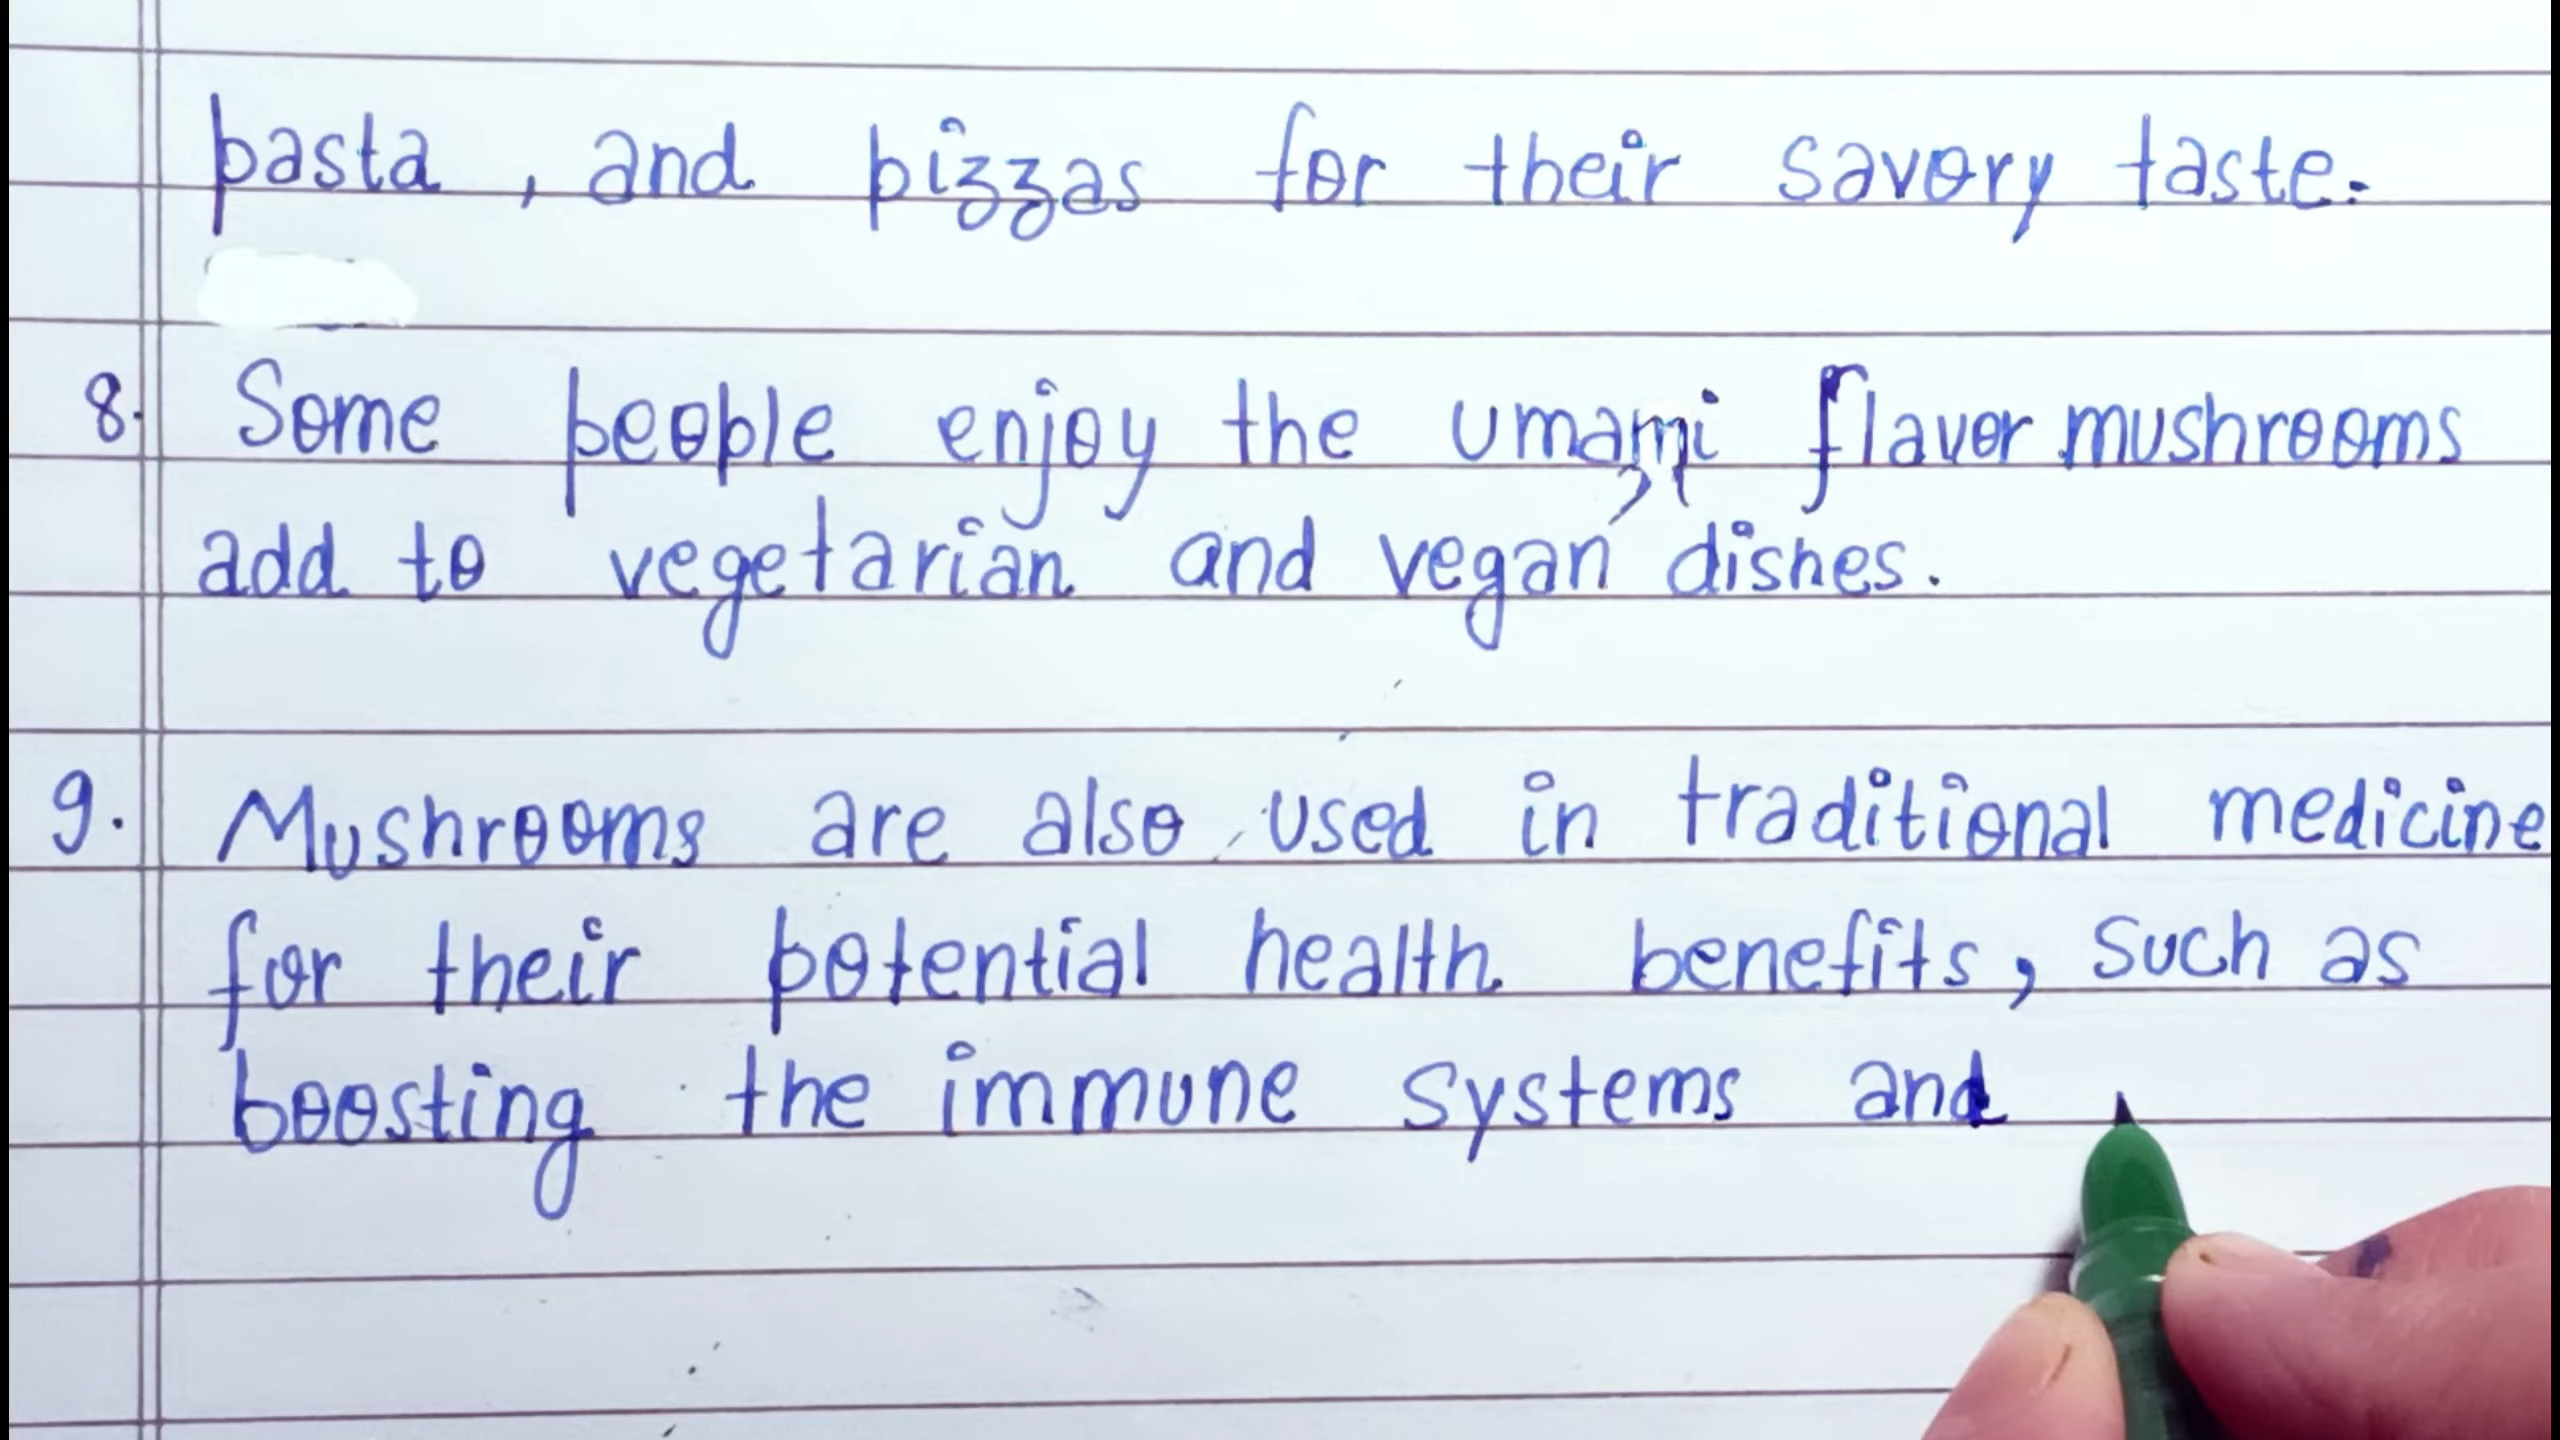 pasta, and pizzas for their savory taste.
8. Some people enjoy the umami flavor mushrooms
add to vegetarian and vegan dishes.
9. Mushrooms are also used in traditional medicine
for their potential health benefits, such as
boosting the immune systems and